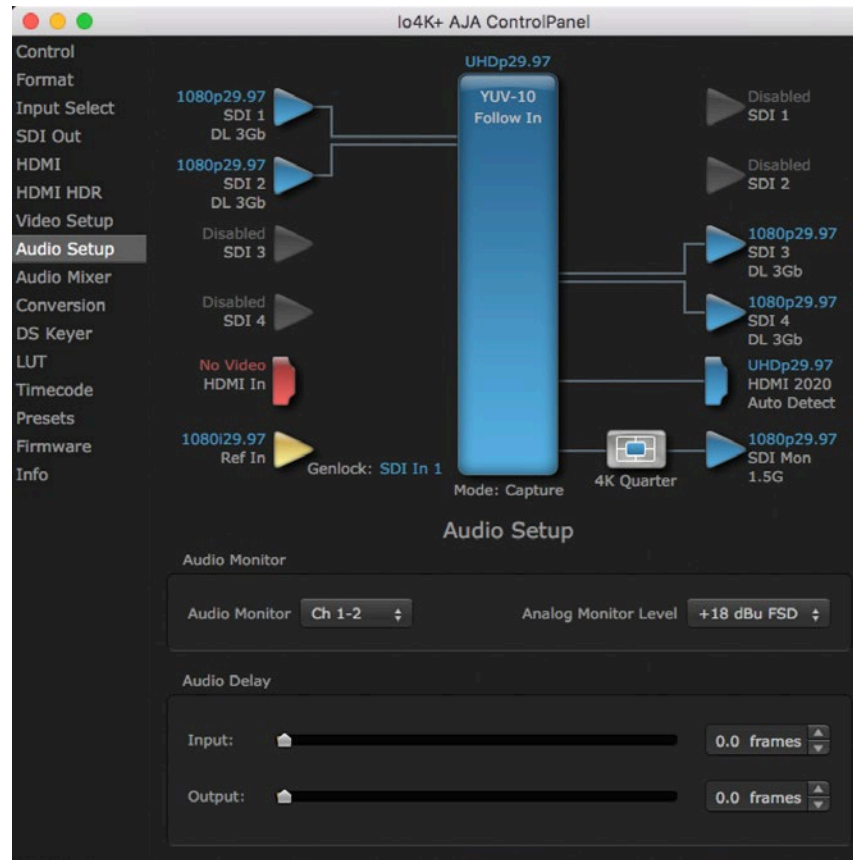 Io4K+ AJA ControlPanel
Control
Format
Input Select
SDI Out
HDMI
HDMI HDR
Video Setup
Audio Setup
Audio Mixer
Conversion
DS Keyer
LUT
Timecode
Presets
Firmware
Info
1080p29.97
SDI 1
DL 3Gb
1080p29.97
SDI 2
DL 3Gb
Disabled
SDI 3
Disabled
SDI 4
No Video
HDMI In
1080i29.97
Ref In
Genlock: SDI In 1
UHDp29.97
YUV-10
Follow In
Mode: Capture
Disabled
SDI 1
Disabled
SDI 2
1080p29.97
SDI 3
DL 3Gb
1080p29.97
SDI 4
DL 3Gb
UHDp29.97
HDMI 2020
Auto Detect
4K Quarter
1080p29.97
SDI Mon
1.5G
Audio Setup
Audio Monitor
Audio Monitor Ch 1-2 Analog Monitor Level +18 dBu FSD
Audio Delay
Input: 0.0 frames
Output: 0.0 frames